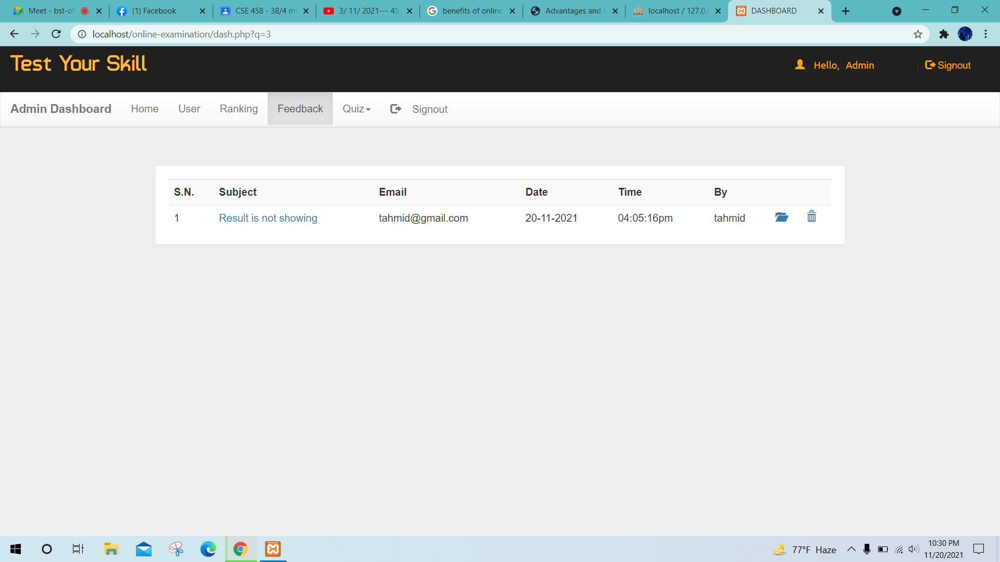 Meet - bst-of
(1) Facebook
CSE 458 - 38/4 m
3/ 11/ 2021--- 457
benefits of online
Advantages and D
localhost / 127.0.0
DASHBOARD
localhost/online-examination/dash.php?q=3
Test Your Skill
Hello, Admin
Signout
Admin Dashboard Home User Ranking Feedback Quiz Signout
S.N. Subject Email Date Time By
1 Result is not showing tahmid@gmail.com 20-11-2021 04:05:16pm tahmid
77°F Haze
10:30 PM
11/20/2021